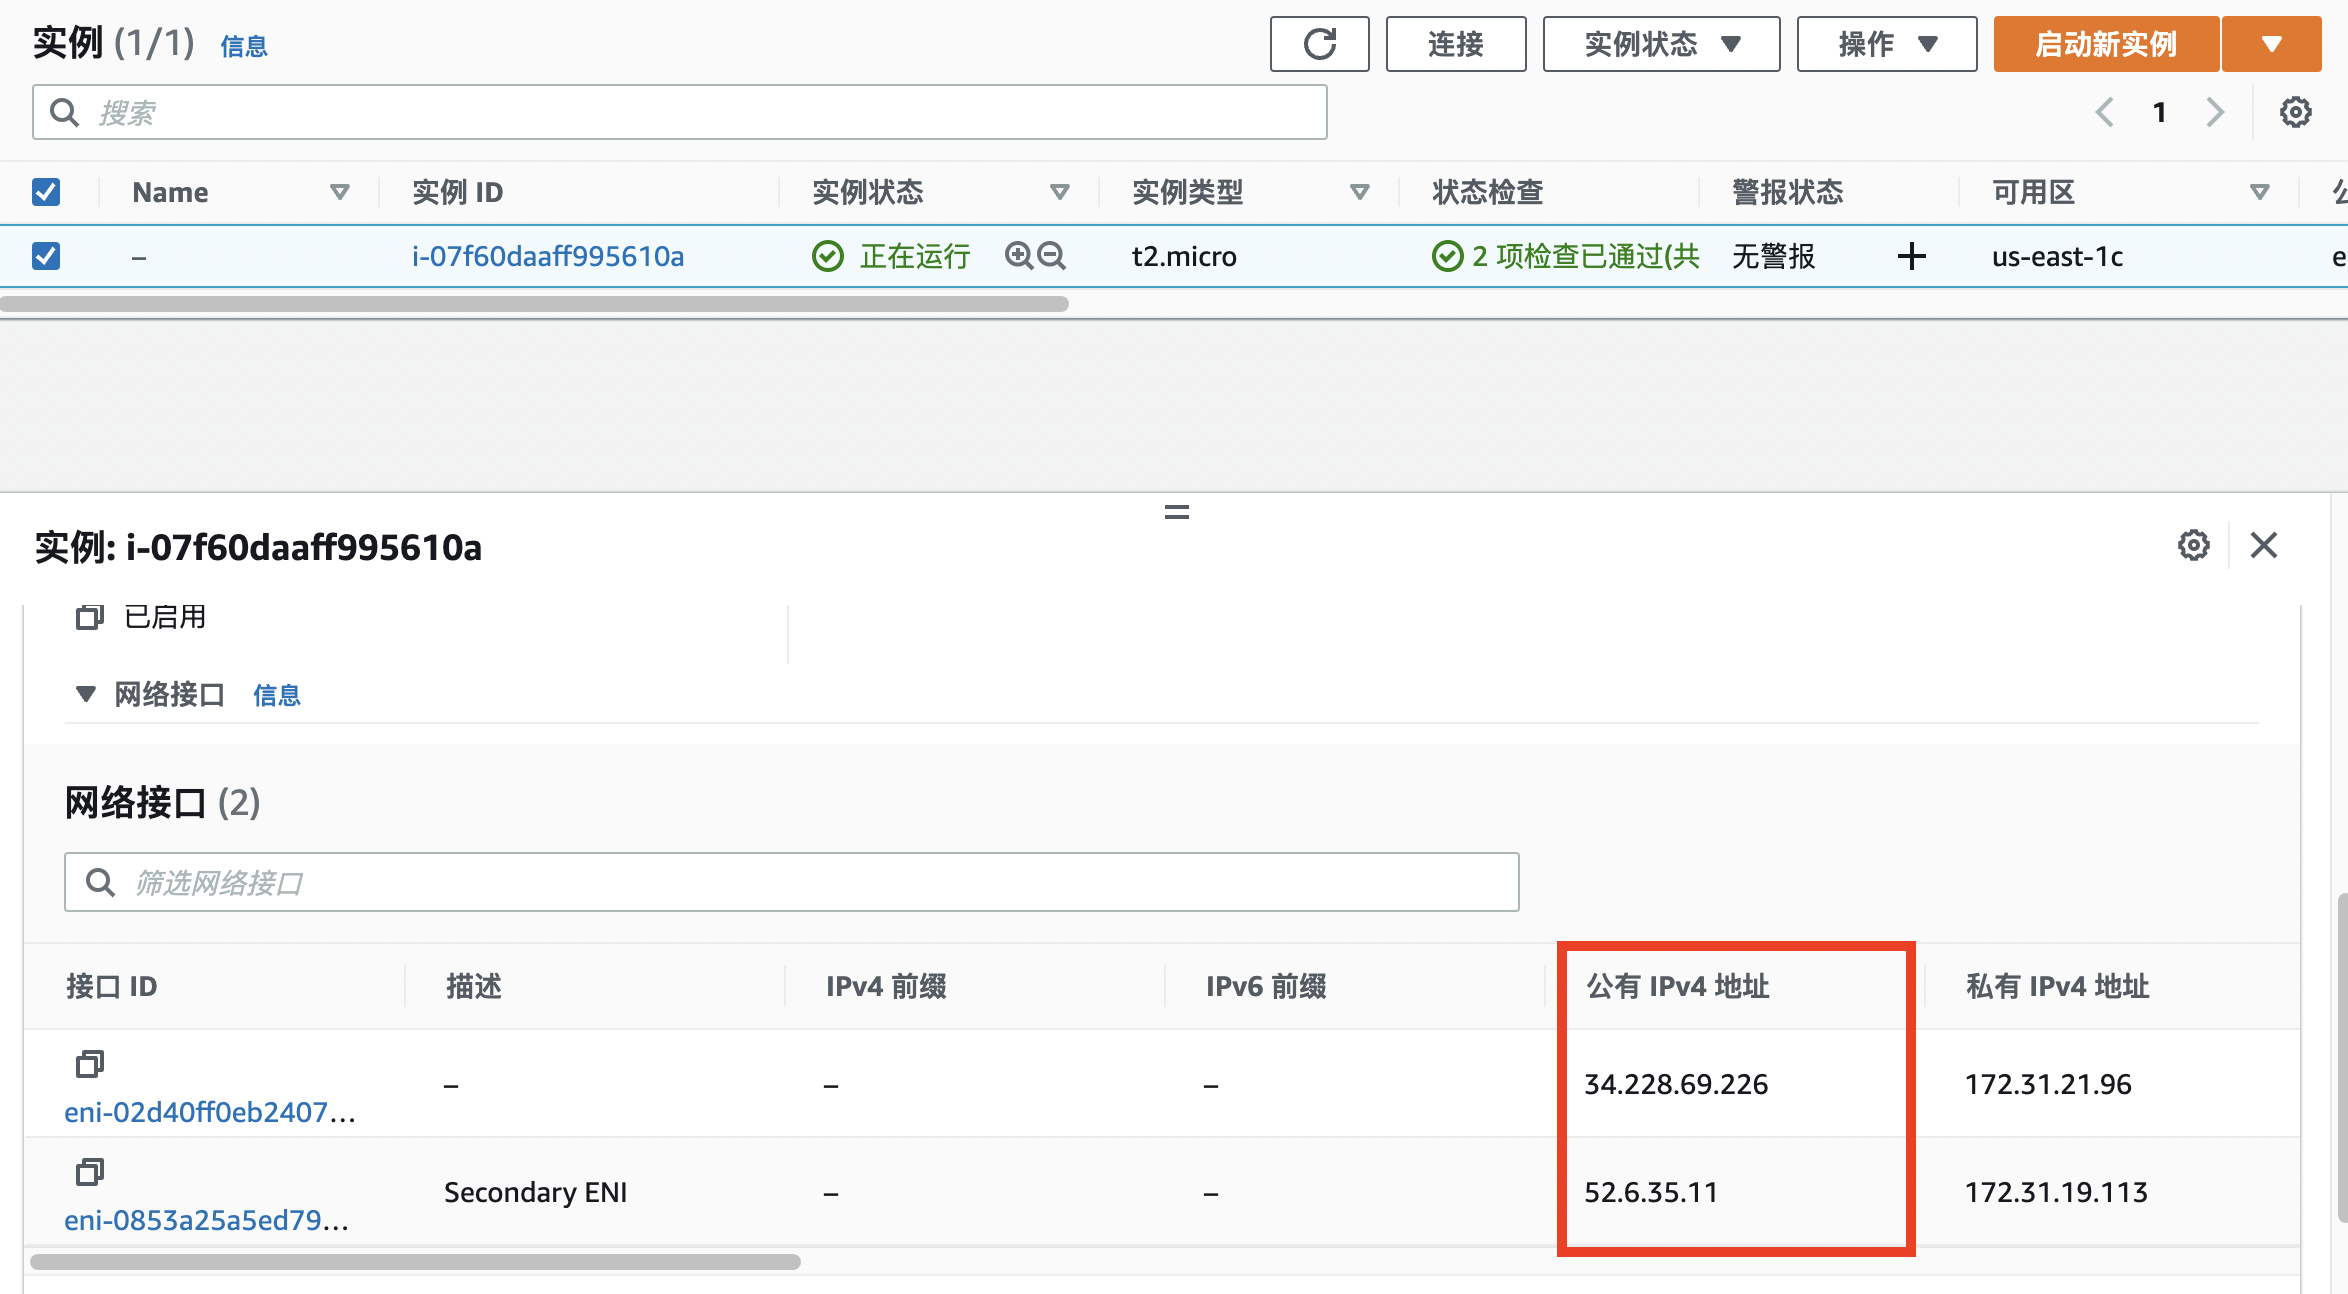 实例 (1/1) 信息 连接 实例状态 操作 启动新实例
搜索 1
Name 实例 ID 实例状态 实例类型 状态检查 警报状态 可用区
– i-07f60daaff995610a 正在运行 t2.micro 2 项检查已通过(共 无警报 us-east-1c
实例: i-07f60daaff995610a
已启用
网络接口 信息
网络接口 (2)
筛选网络接口
接口 ID 描述 IPv4 前缀 IPv6 前缀 公有 IPv4 地址 私有 IPv4 地址
eni-02d40ff0eb2407... – – – 34.228.69.226 172.31.21.96
eni-0853a25a5ed79... Secondary ENI – – 52.6.35.11 172.31.19.113